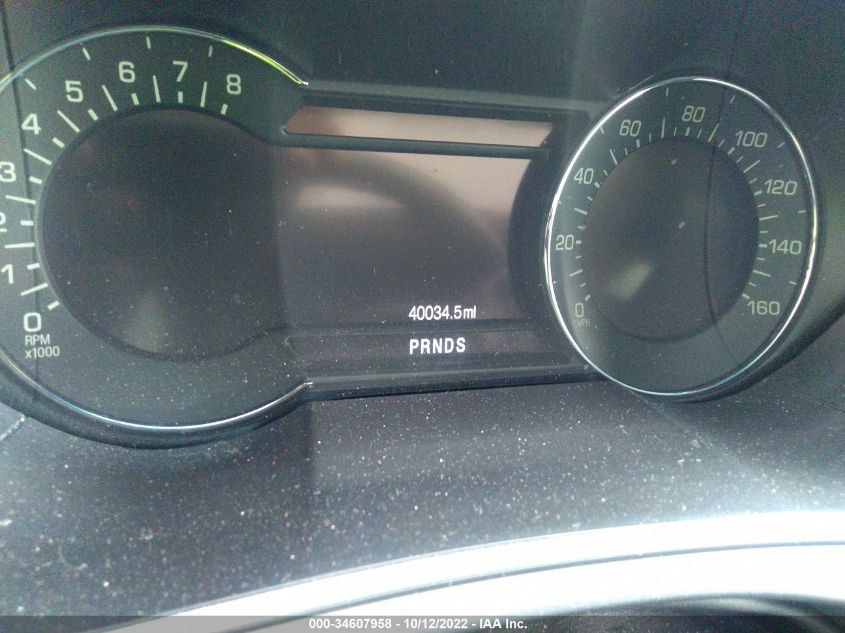 0 1 2 3 4 5 6 7 8
RPM
x1000
40034.5mi
PRNDS
0 20 40 60 80 100 120 140 160
MPH
000-34607958 - 10/12/2022 - IAA Inc.